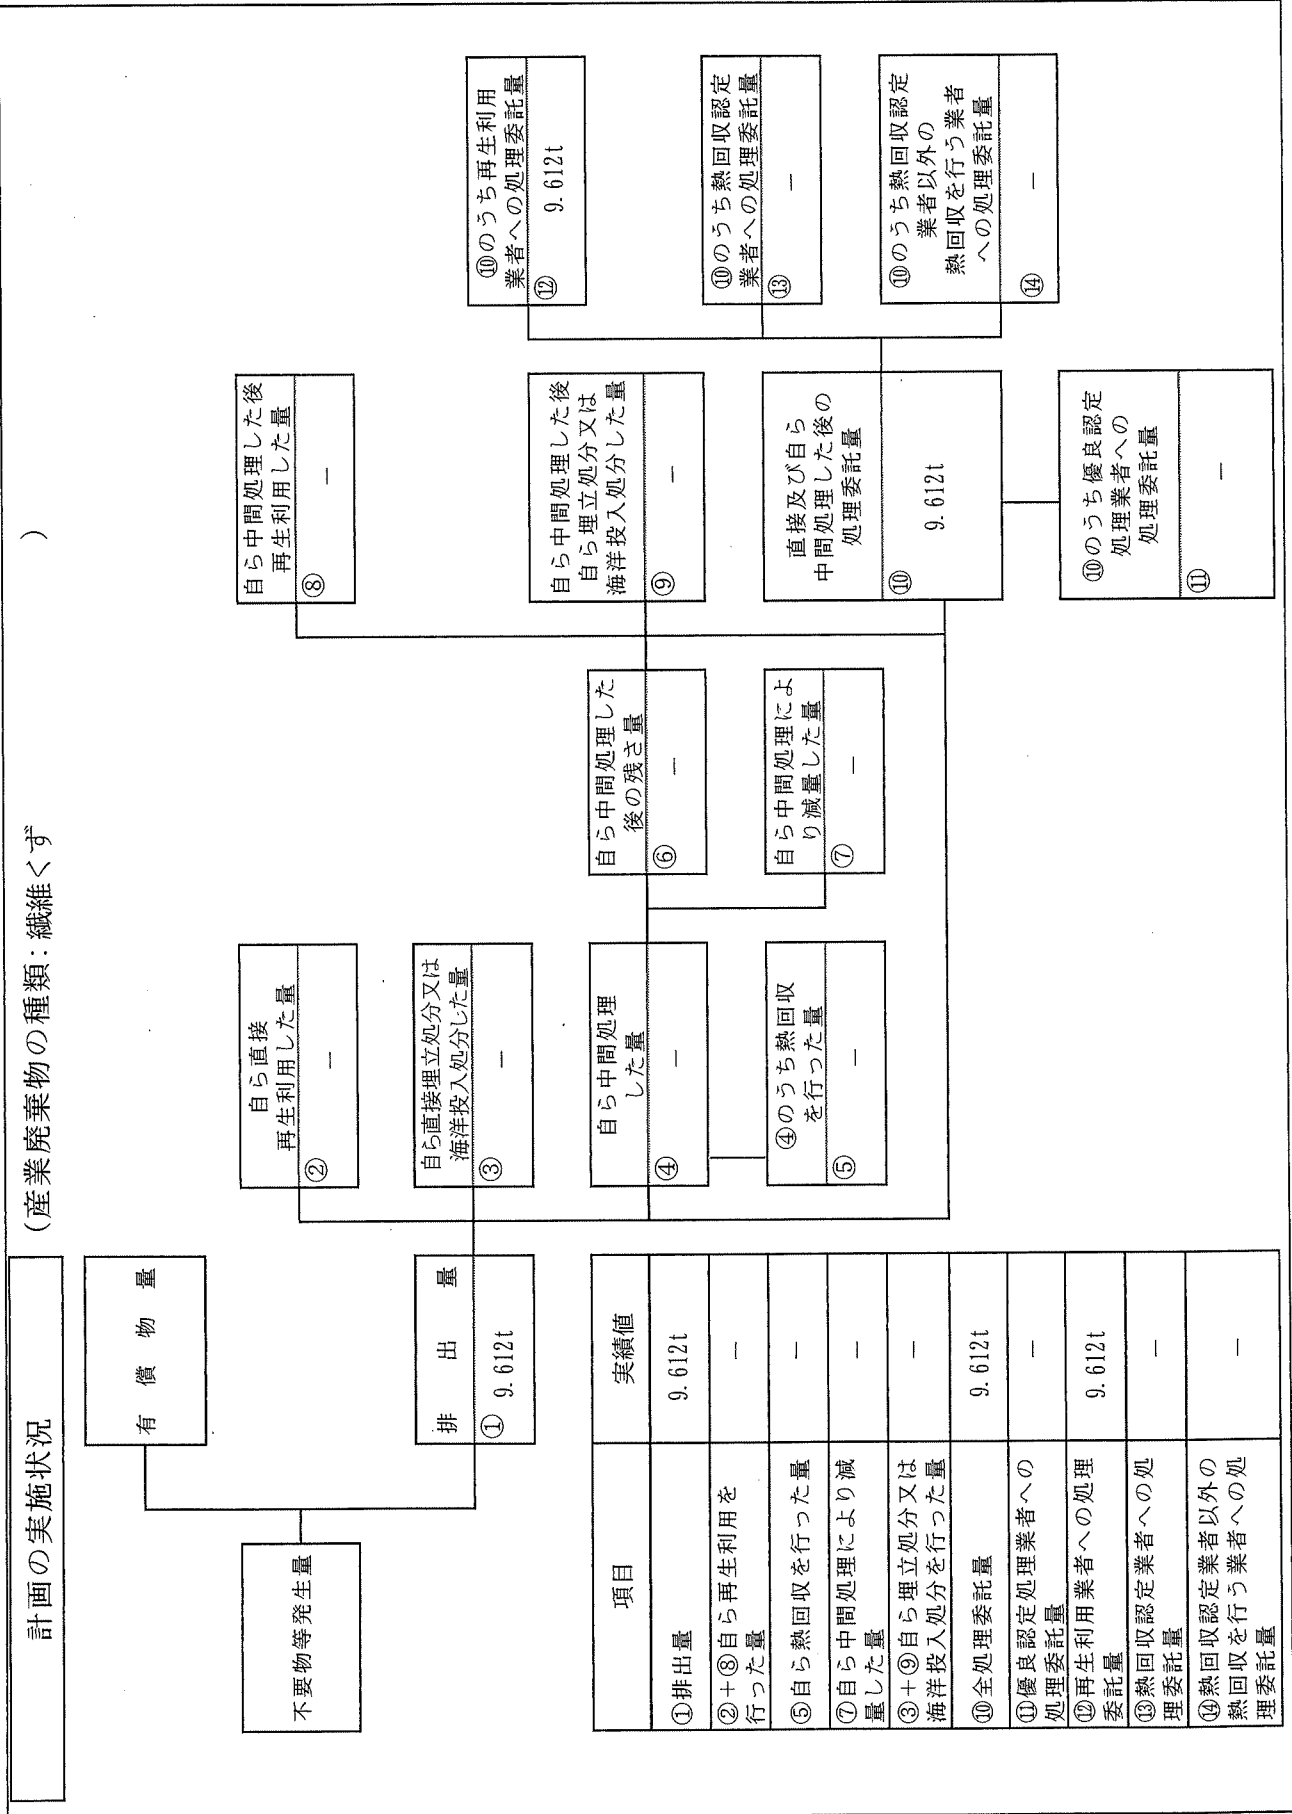 計画の実施状況
(産業廃棄物の種類：繊維くず
)
不要物等発生量
有償物量
排出量
① 9.612t
自ら直接
再生利用した量
②
－
自ら直接埋立処分又は
海洋投入処分した量
③
－
自ら中間処理
した量
④
－
④のうち熱回収
を行った量
⑤
－
自ら中間処理した
後の残さ量
⑥
－
自ら中間処理によ
り減量した量
⑦
－
自ら中間処理した後
再生利用した量
⑧
－
自ら中間処理した後
自ら埋立処分又は
海洋投入処分した量
⑨
－
直接及び自ら
中間処理した後の
処理委託量
⑩
9.612t
⑩のうち優良認定
処理業者への
処理委託量
⑪
－
⑩のうち再生利用
業者への処理委託量
⑫
9.612t
⑩のうち熱回収認定
業者への処理委託量
⑬
－
⑩のうち熱回収認定
業者以外の
熱回収を行う業者
への処理委託量
⑭
－
項目 実績値
①排出量 9.612t
②＋⑧自ら再生利用を
行った量 －
⑤自ら熱回収を行った量 －
⑦自ら中間処理により減
量した量 －
③＋⑨自ら埋立処分又は
海洋投入処分を行った量 －
⑩全処理委託量 9.612t
⑪優良認定処理業者への
処理委託量 －
⑫再生利用業者への処理
委託量 9.612t
⑬熱回収認定業者への処
理委託量 －
⑭熱回収認定業者以外の
熱回収を行う業者への処
理委託量 －